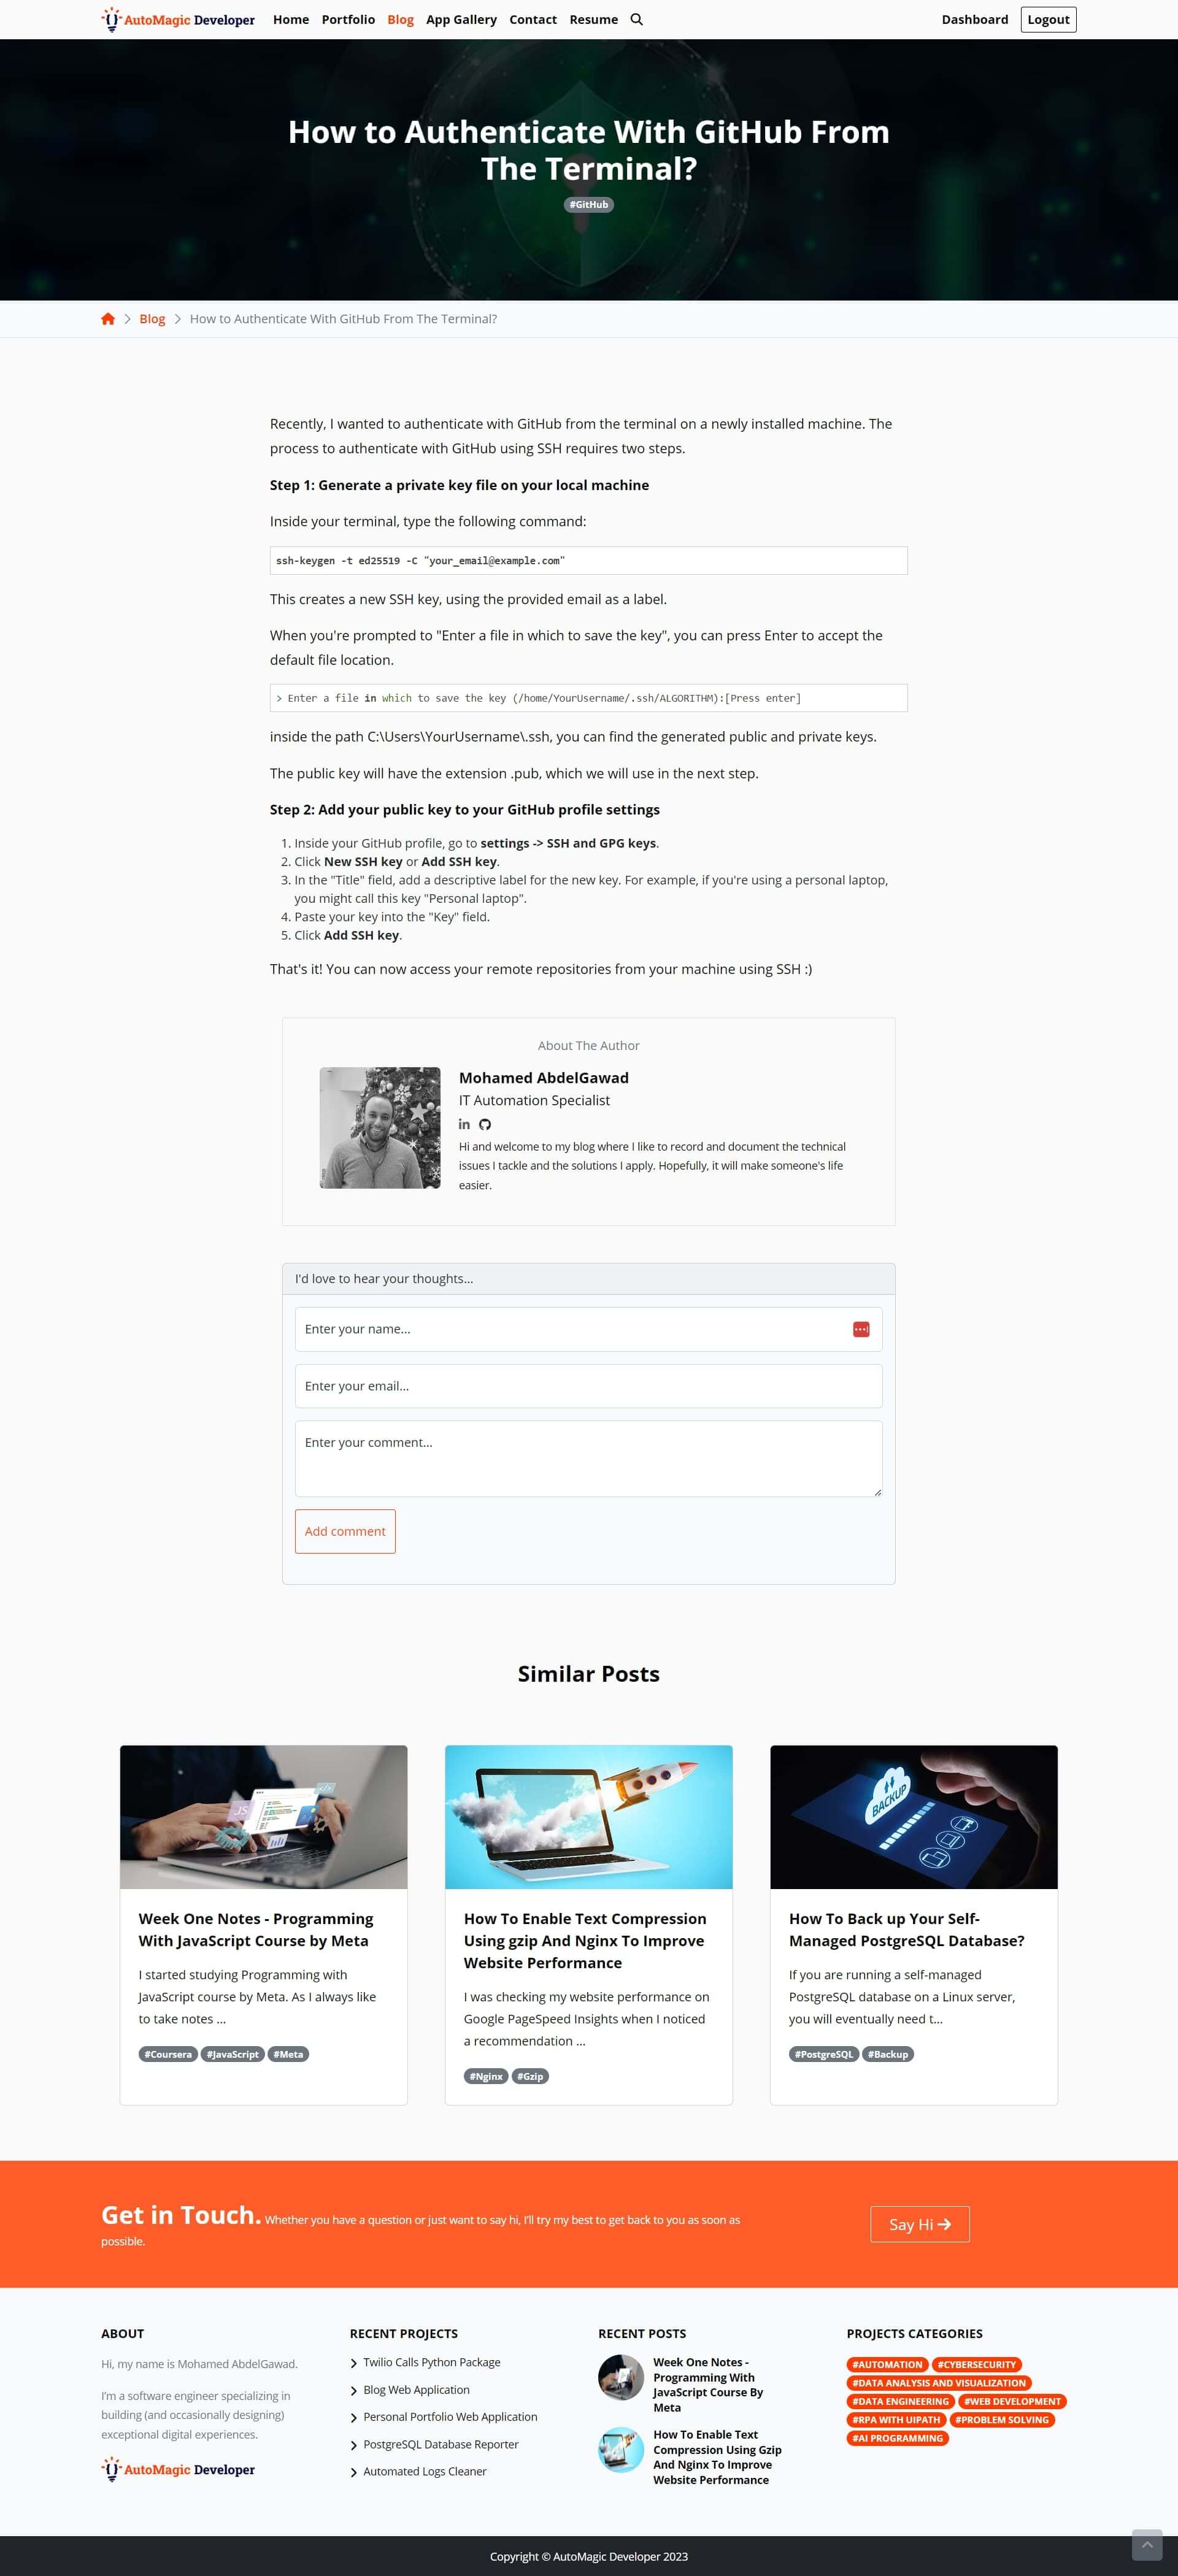 AutoMagic Developer Home Portfolio Blog App Gallery Contact Resume Dashboard Logout
How to Authenticate With GitHub From
The Terminal?
#GitHub
Blog How to Authenticate With GitHub From The Terminal?
Recently, I wanted to authenticate with GitHub from the terminal on a newly installed machine. The
process to authenticate with GitHub using SSH requires two steps.
Step 1: Generate a private key file on your local machine
Inside your terminal, type the following command:
ssh-keygen -t ed25519 -C "your_email@example.com"
This creates a new SSH key, using the provided email as a label.
When you're prompted to "Enter a file in which to save the key", you can press Enter to accept the
default file location.
> Enter a file in which to save the key (/home/YourUsername/.ssh/ALGORITHM):[Press enter]
inside the path C:\Users\YourUsername\.ssh, you can find the generated public and private keys.
The public key will have the extension .pub, which we will use in the next step.
Step 2: Add your public key to your GitHub profile settings
1. Inside your GitHub profile, go to settings -> SSH and GPG keys.
2. Click New SSH key or Add SSH key.
3. In the "Title" field, add a descriptive label for the new key. For example, if you're using a personal laptop,
you might call this key "Personal laptop".
4. Paste your key into the "Key" field.
5. Click Add SSH key.
That's it! You can now access your remote repositories from your machine using SSH :)
About The Author
Mohamed AbdelGawad
IT Automation Specialist
Hi and welcome to my blog where I like to record and document the technical
issues I tackle and the solutions I apply. Hopefully, it will make someone's life
easier.
I'd love to hear your thoughts...
Enter your name...
Enter your email...
Enter your comment...
Add comment
Similar Posts
JS
BACKUP
Week One Notes - Programming
With JavaScript Course by Meta
I started studying Programming with
JavaScript course by Meta. As I always like
to take notes ...
#Coursera #JavaScript #Meta
How To Enable Text Compression
Using gzip And Nginx To Improve
Website Performance
I was checking my website performance on
Google PageSpeed Insights when I noticed
a recommendation ...
#Nginx #Gzip
How To Back up Your Self-
Managed PostgreSQL Database?
If you are running a self-managed
PostgreSQL database on a Linux server,
you will eventually need t...
#PostgreSQL #Backup
Get in Touch. Whether you have a question or just want to say hi, I'll try my best to get back to you as soon as
possible.
Say Hi
ABOUT
Hi, my name is Mohamed AbdelGawad.
I'm a software engineer specializing in
building (and occasionally designing)
exceptional digital experiences.
AutoMagic Developer
RECENT PROJECTS
Twilio Calls Python Package
Blog Web Application
Personal Portfolio Web Application
PostgreSQL Database Reporter
Automated Logs Cleaner
RECENT POSTS
Week One Notes -
Programming With
JavaScript Course By
Meta
How To Enable Text
Compression Using Gzip
And Nginx To Improve
Website Performance
PROJECTS CATEGORIES
#AUTOMATION #CYBERSECURITY
#DATA ANALYSIS AND VISUALIZATION
#DATA ENGINEERING #WEB DEVELOPMENT
#RPA WITH UIPATH #PROBLEM SOLVING
#AI PROGRAMMING
Copyright © AutoMagic Developer 2023